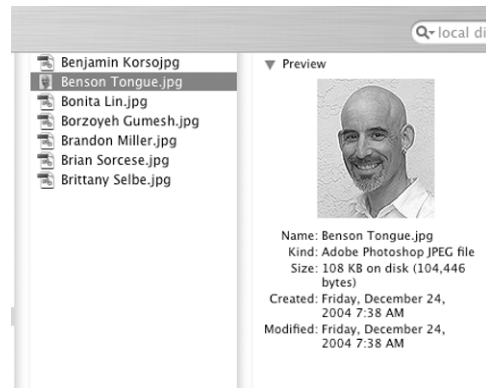 local di
Benjamin Korsojpg
Benson Tongue.jpg
Bonita Lin.jpg
Borzoyeh Gumesh.jpg
Brandon Miller.jpg
Brian Sorcese.jpg
Brittany Selbe.jpg
Preview
Name: Benson Tongue.jpg
Kind: Adobe Photoshop JPEG file
Size: 108 KB on disk (104,446
bytes)
Created: Friday, December 24,
2004 7:38 AM
Modified: Friday, December 24,
2004 7:38 AM